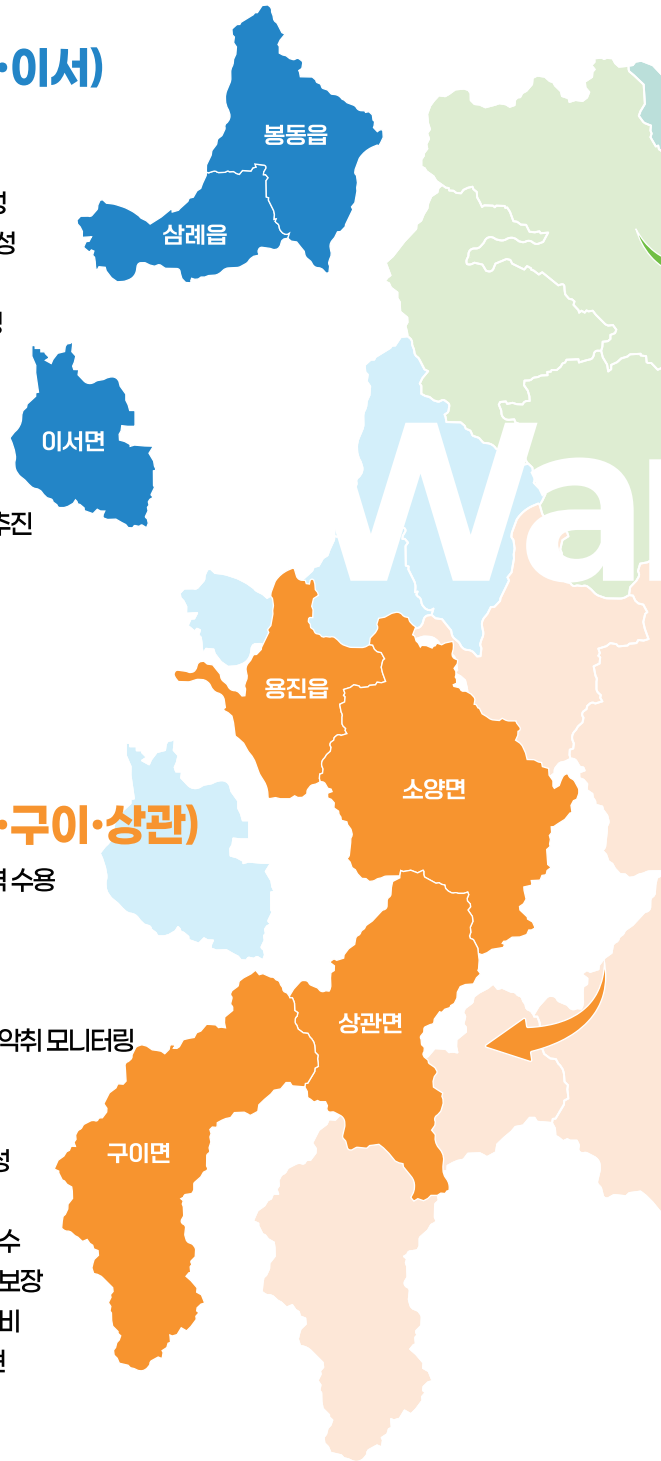 ·이서)
봉동읍
성
삼례읍
성
이서면
추진
Wa
용진읍
소양면
·구이·상관)
수용
상관면
악취 모니터링
구이면
성
수
보장
비